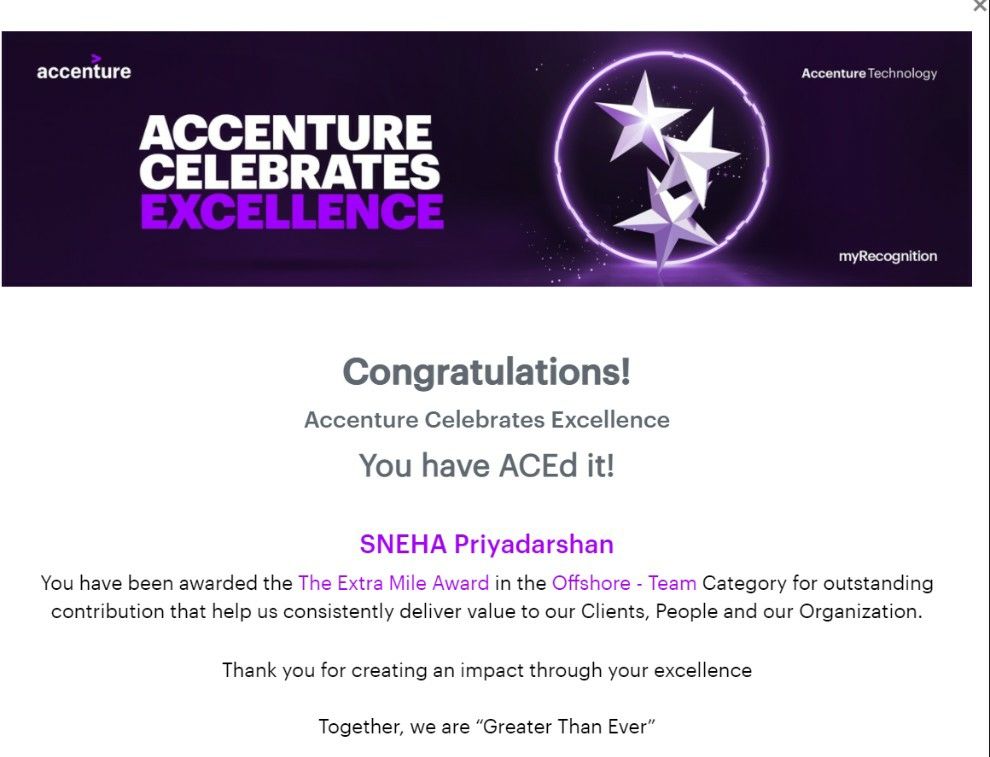 accenture
Accenture Technology
ACCENTURE
CELEBRATES
EXCELLENCE
myRecognition
Congratulations!
Accenture Celebrates Excellence
You have ACEd it!
SNEHA Priyadarshan
You have been awarded the The Extra Mile Award in the Offshore - Team Category for outstanding
contribution that help us consistently deliver value to our Clients, People and our Organization.
Thank you for creating an impact through your excellence
Together, we are “Greater Than Ever”